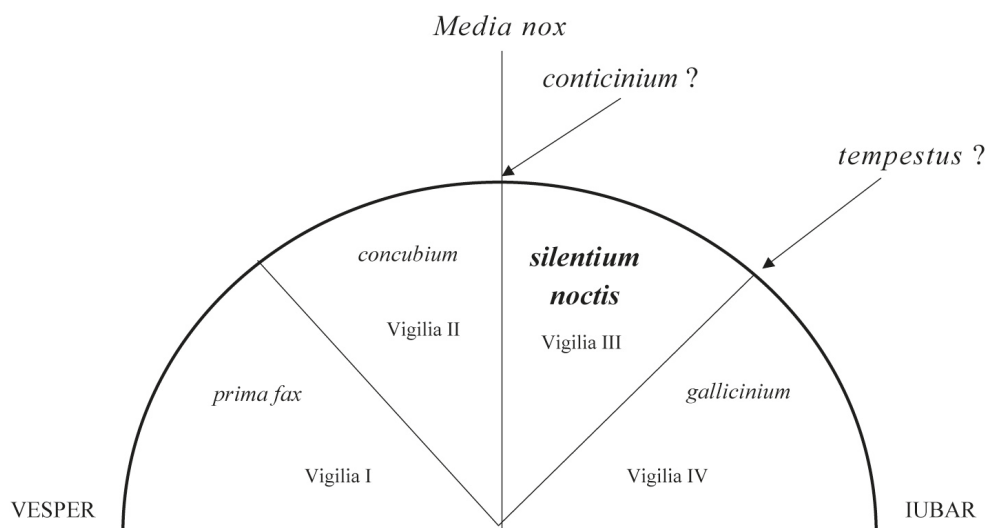 Media nox
conticinium ?
tempestus ?
concubium
silentium
noctis
Vigilia II
Vigilia III
prima fax
gallicinium
Vigilia I
Vigilia IV
VESPER
IUBAR